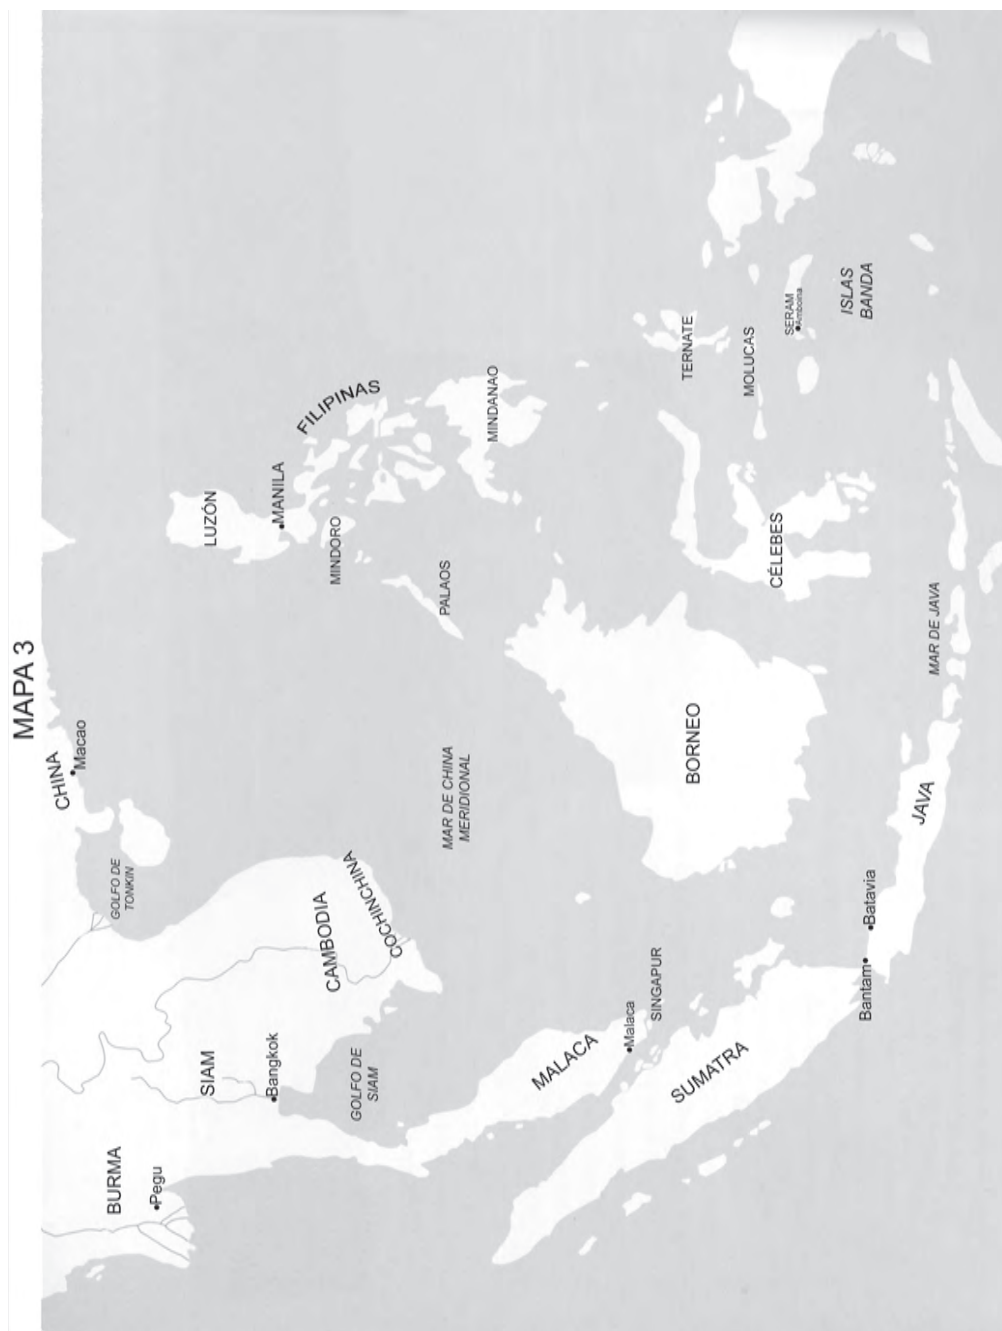 MAPA 3
CHINA
Macao
BURMA
Pegu
GOLFO DE
TONKIN
SIAM
Bangkok
LUZÓN
MANILA
FILIPINAS
CAMBODIA
COCHINCHINA
MINDORO
GOLFO DE
SIAM
MAR DE CHINA
MERIDIONAL
PALAOS
MINDANAO
MALACA
Malaca
SINGAPUR
SUMATRA
BORNEO
TERNATE
MOLUCAS
CÉLEBES
SERAM
Amboina
ISLAS
BANDA
Bantam
Batavia
JAVA
MAR DE JAVA